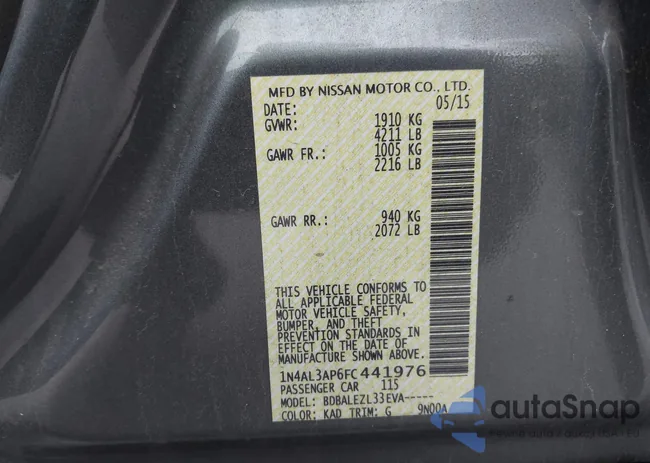 MFD BY NISSAN MOTOR CO., LTD.
DATE: 05/15
GVWR: 1910 KG
4211 LB
GAWR FR.: 1005 KG
2216 LB
GAWR RR.: 940 KG
2072 LB
THIS VEHICLE CONFORMS TO
ALL APPLICABLE FEDERAL
MOTOR VEHICLE SAFETY,
BUMPER, AND THEFT
PREVENTION STANDARDS IN
EFFECT ON THE DATE OF
MANUFACTURE SHOWN ABOVE.
1N4AL3AP6FC441976
PASSENGER CAR 115
MODEL: BDBALEZL33EVA-----
COLOR: KAD TRIM: G 9N00A
autoSnap